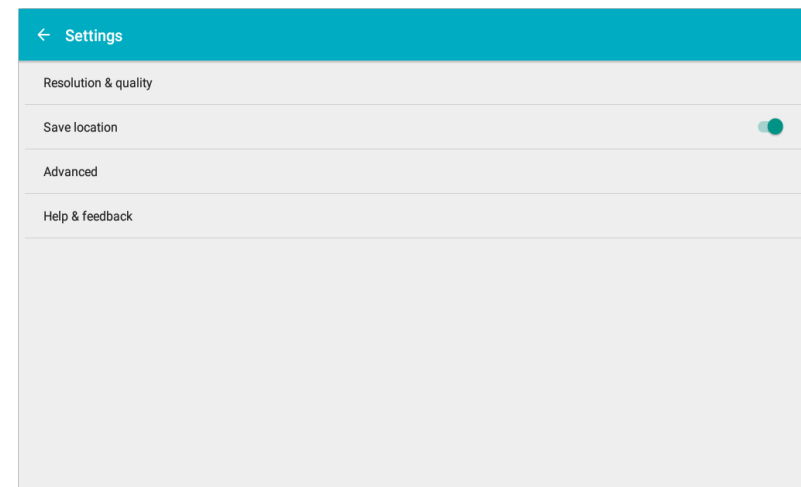 Settings
Resolution & quality
Save location
Advanced
Help & feedback